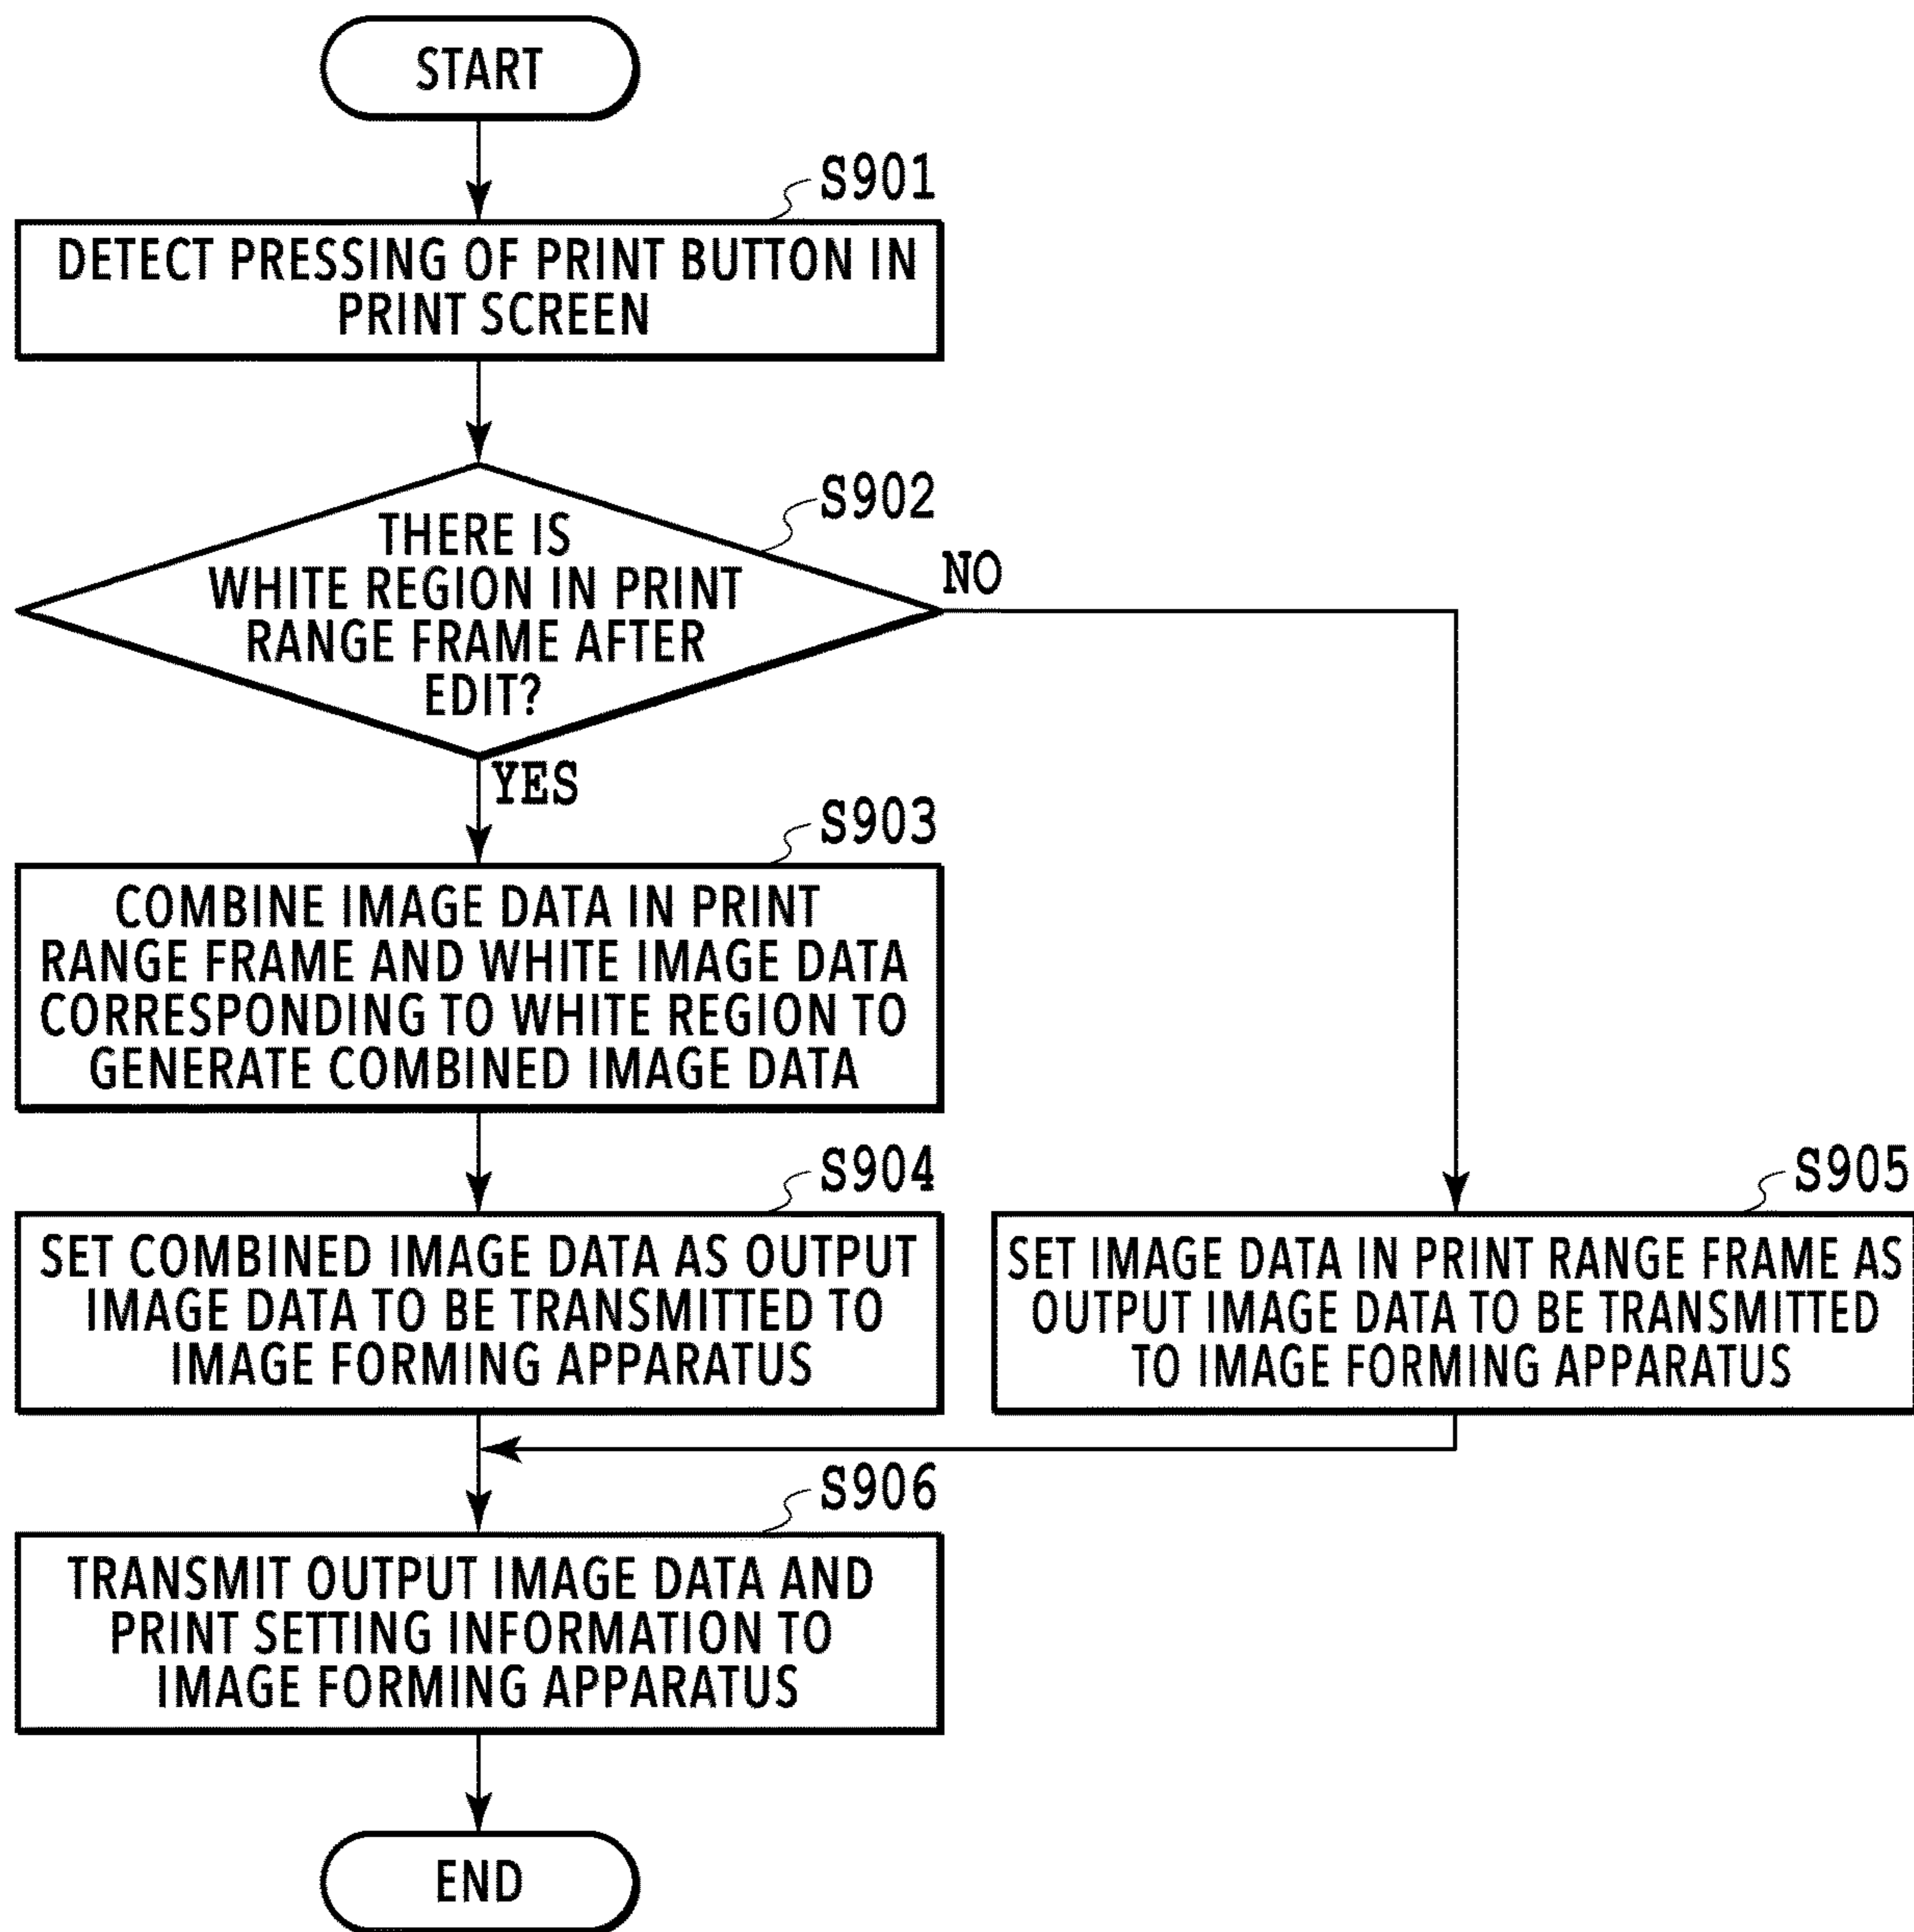 START
S901
DETECT PRESSING OF PRINT BUTTON IN
PRINT SCREEN
S902
THERE IS
WHITE REGION IN PRINT
RANGE FRAME AFTER
EDIT?
NO
YES
S903
COMBINE IMAGE DATA IN PRINT
RANGE FRAME AND WHITE IMAGE DATA
CORRESPONDING TO WHITE REGION TO
GENERATE COMBINED IMAGE DATA
S904
SET COMBINED IMAGE DATA AS OUTPUT
IMAGE DATA TO BE TRANSMITTED TO
IMAGE FORMING APPARATUS
S905
SET IMAGE DATA IN PRINT RANGE FRAME AS
OUTPUT IMAGE DATA TO BE TRANSMITTED
TO IMAGE FORMING APPARATUS
S906
TRANSMIT OUTPUT IMAGE DATA AND
PRINT SETTING INFORMATION TO
IMAGE FORMING APPARATUS
END